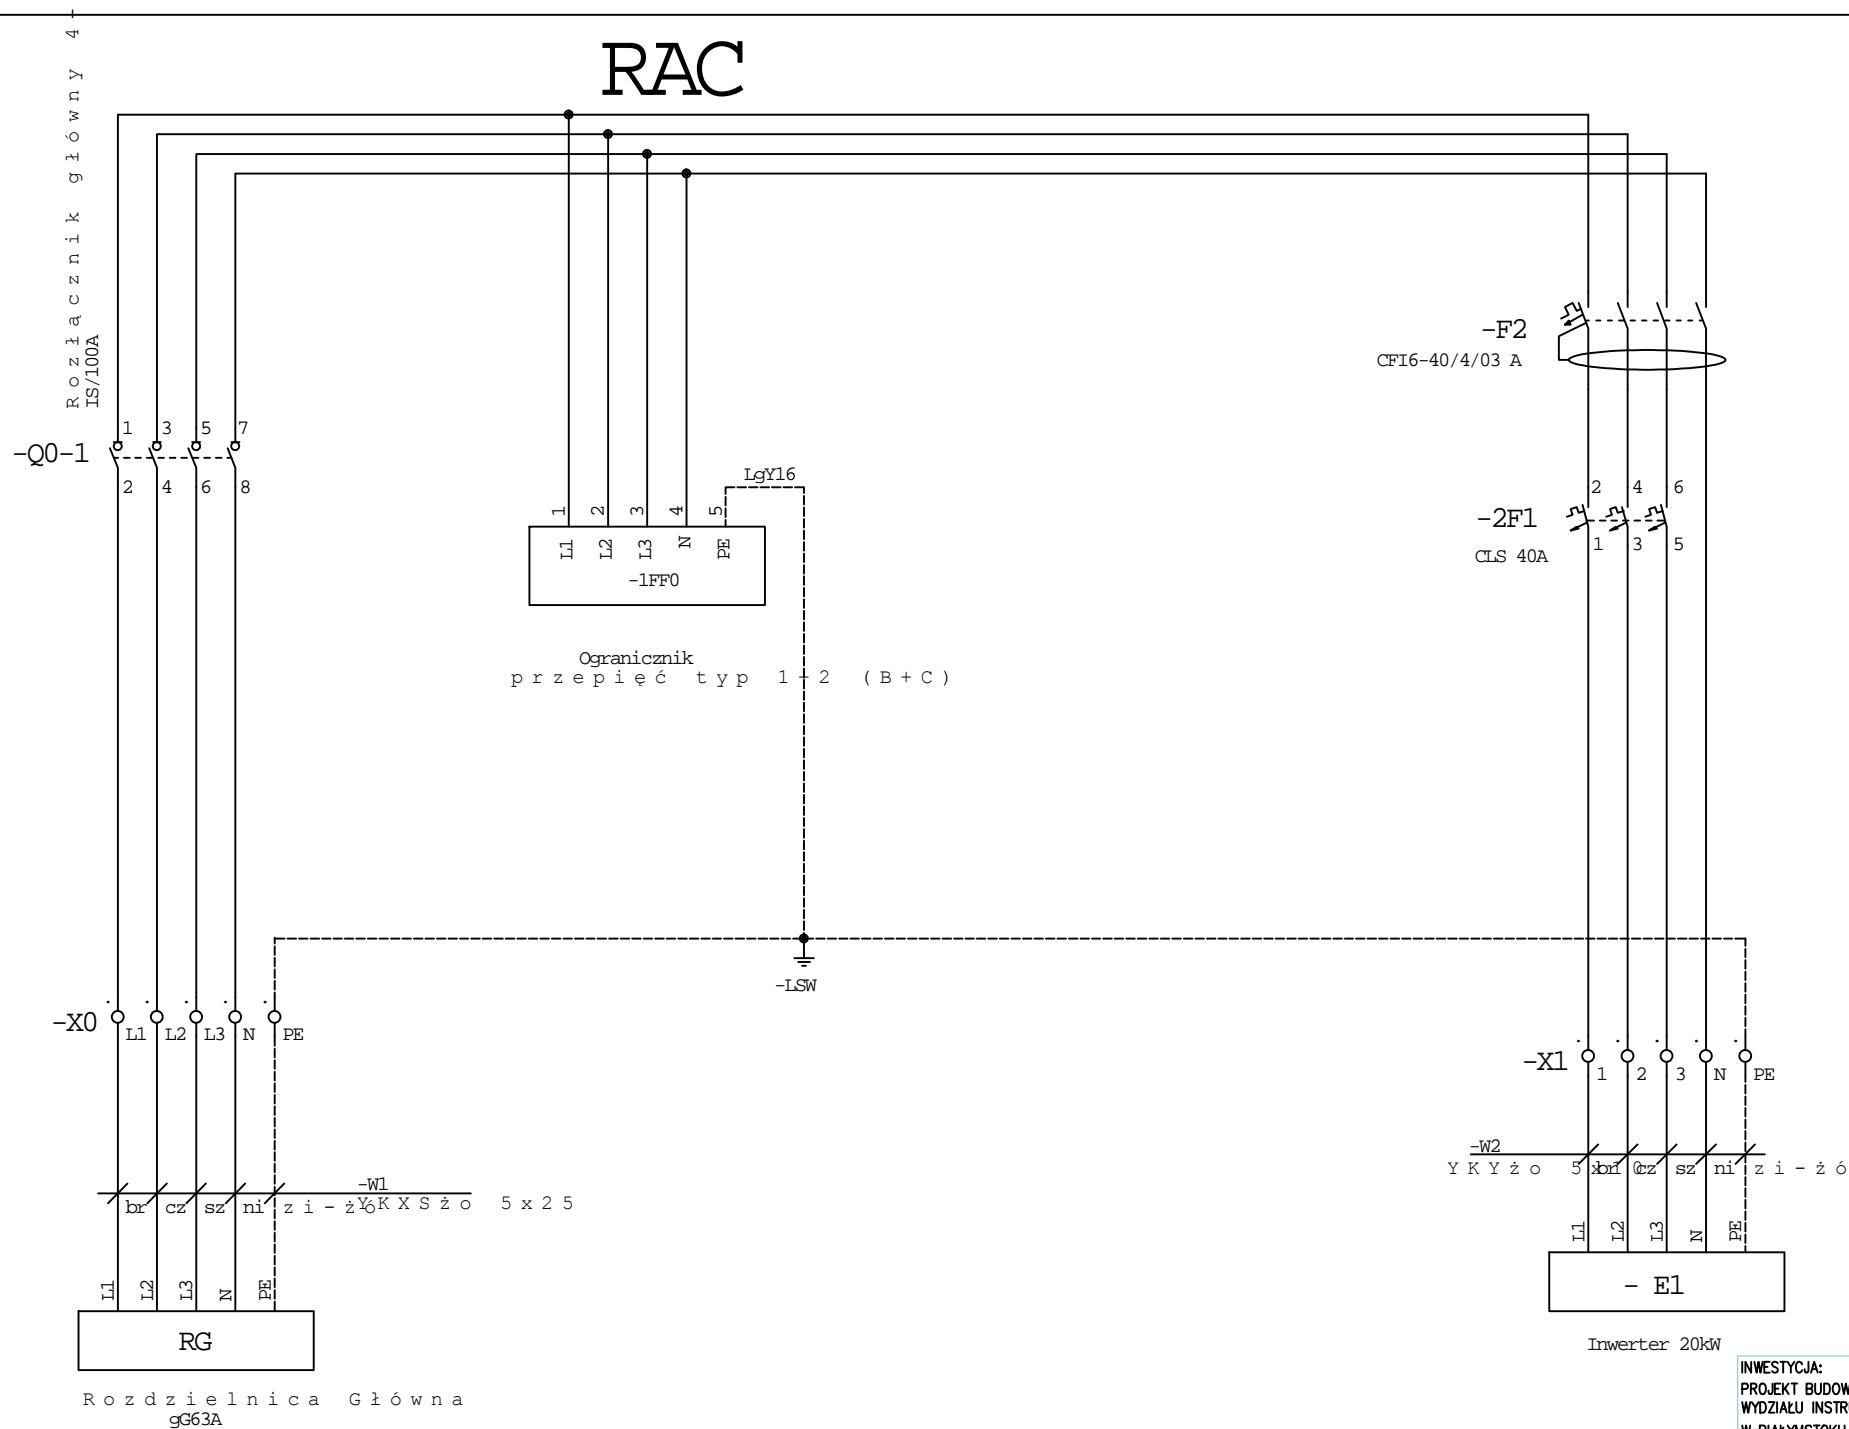 RAC
Rozłącznik główny 4
IS/100A
-Q0-1
1 3 5 7
2 4 6 8
-F2
CFI6-40/4/03 A
2 4 6
-2F1
1 3 5
CLS 40A
LgY16
1 2 3 4 5
L1 L2 L3 N PE
-1FF0
Ogranicznik
przepięć typ 1-2 (B+C)
-LSW
-X0
L1 L2 L3 N PE
-X1
1 2 3 N PE
-W2
YKYżo 5x10
br cz sz ni zi-żó
-W1
YKXSżo 5x25
br cz sz ni zi-żó
L1 L2 L3 N PE
- E1
Inwerter 20kW
L1 L2 L3 N PE
RG
Rozdzielnica Główna
gG63A
INWESTYCJA:
PROJEKT BUDOW
WYDZIAŁU INSTR
W BIAŁYMSTOKU